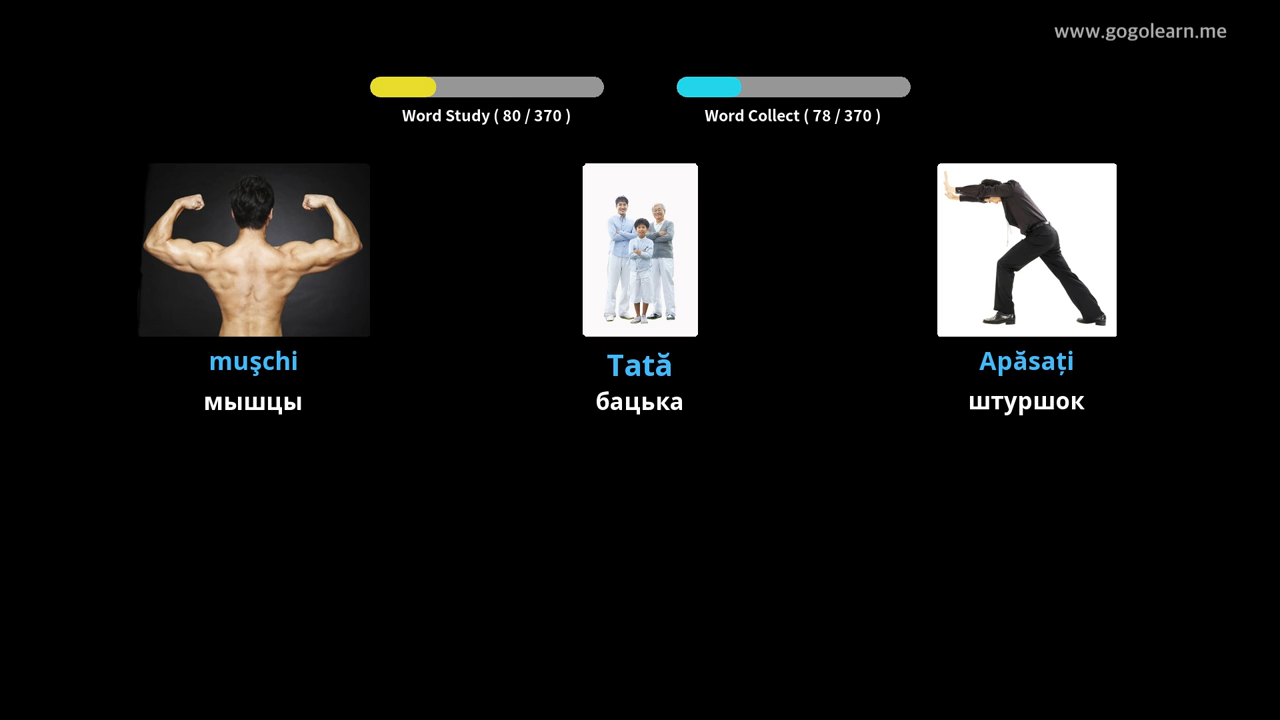 www.gogolearn.me
Word Study ( 80 / 370 )
Word Collect ( 78 / 370 )
muşchi
Tată
Apăsați
мышцы
бацька
штуршок